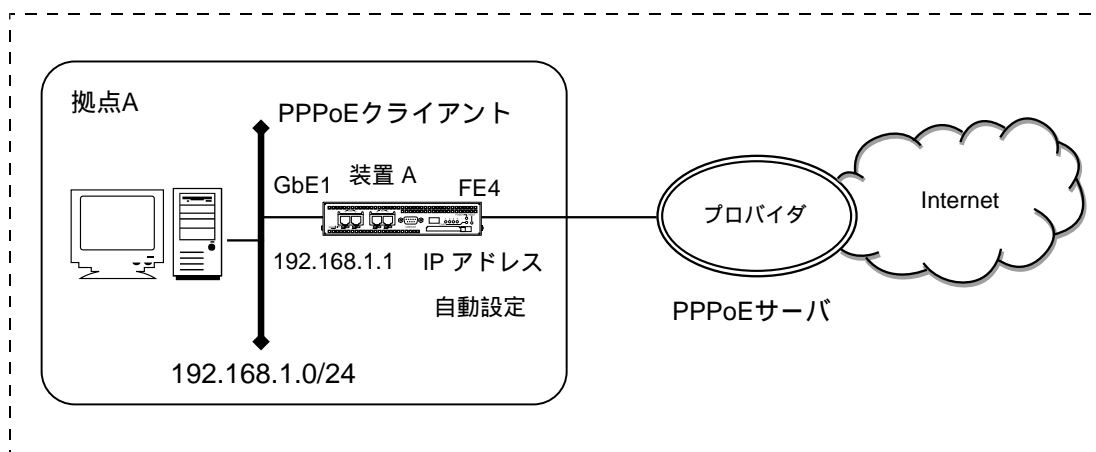 拠点A
PPPoEクライアント
GbE1
装置 A
FE4
192.168.1.1
IP アドレス
自動設定
192.168.1.0/24
プロバイダ
PPPoEサーバ
Internet